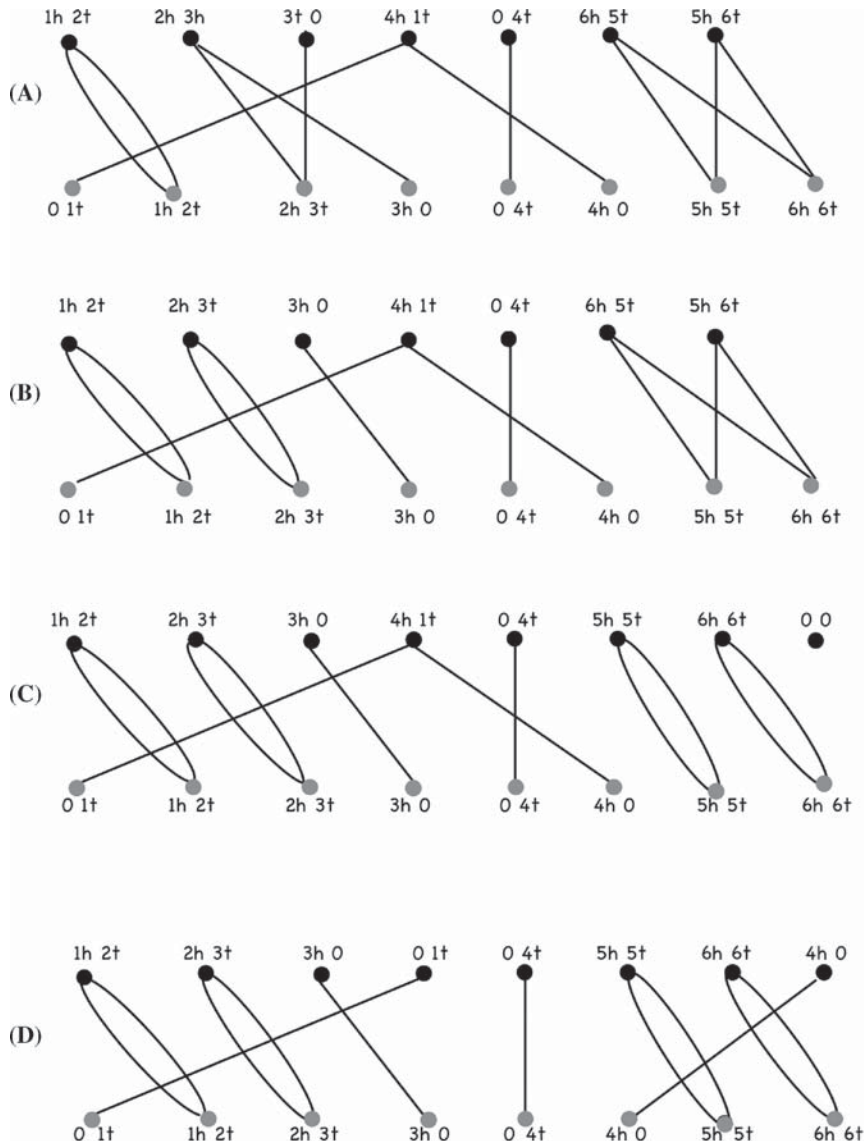 1h 2t 2h 3h 3t 0 4h 1t 0 4t 6h 5t 5h 6t
(A)
0 1t 1h 2t 2h 3t 3h 0 0 4t 4h 0 5h 5t 6h 6t
1h 2t 2h 3t 3h 0 4h 1t 0 4t 6h 5t 5h 6t
(B)
0 1t 1h 2t 2h 3t 3h 0 0 4t 4h 0 5h 5t 6h 6t
1h 2t 2h 3t 3h 0 4h 1t 0 4t 5h 5t 6h 6t 0 0
(C)
0 1t 1h 2t 2h 3t 3h 0 0 4t 4h 0 5h 5t 6h 6t
1h 2t 2h 3t 3h 0 0 1t 0 4t 5h 5t 6h 6t 4h 0
(D)
0 1t 1h 2t 2h 3t 3h 0 0 4t 4h 0 5h 5t 6h 6t